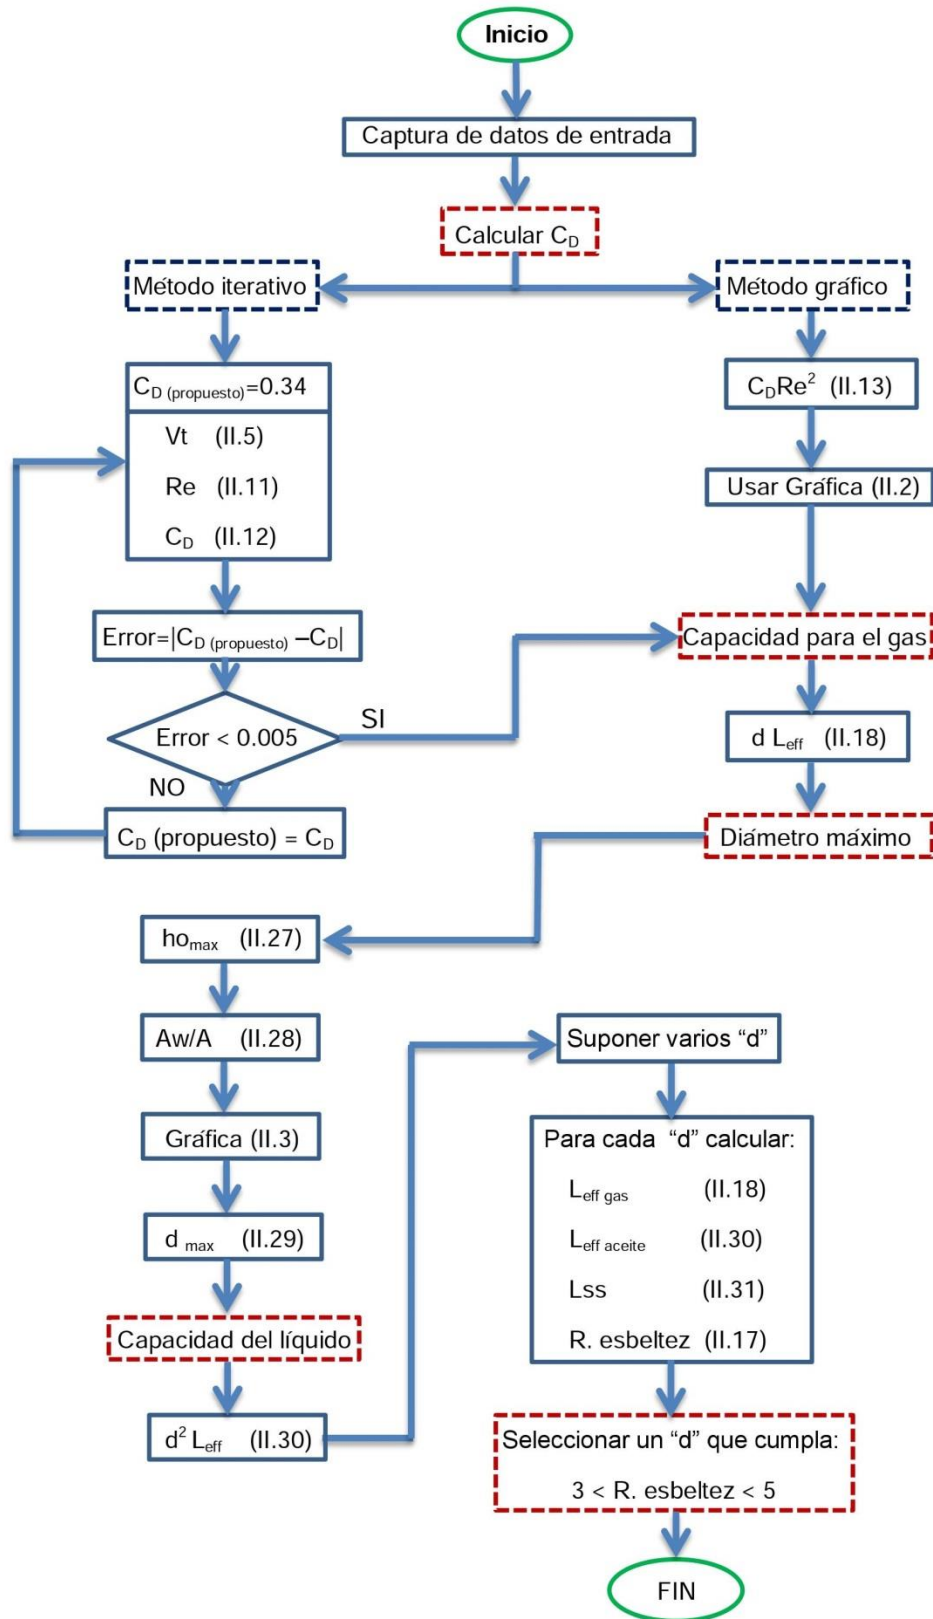 Inicio
Captura de datos de entrada
Calcular C_D
Método iterativo
Método gráfico
C_D (propuesto)=0.34
Vt (II.5)
Re (II.11)
C_D (II.12)
Error=|C_D (propuesto) –C_D|
Error < 0.005
SI
NO
C_D (propuesto) = C_D
C_DRe² (II.13)
Usar Gráfica (II.2)
Capacidad para el gas
d L_eff (II.18)
Diámetro máximo
ho_max (II.27)
Aw/A (II.28)
Gráfica (II.3)
d_max (II.29)
Capacidad del líquido
d² L_eff (II.30)
Suponer varios “d”
Para cada “d” calcular:
L_eff gas (II.18)
L_eff aceite (II.30)
Lss (II.31)
R. esbeltez (II.17)
Seleccionar un “d” que cumpla:
3 < R. esbeltez < 5
FIN